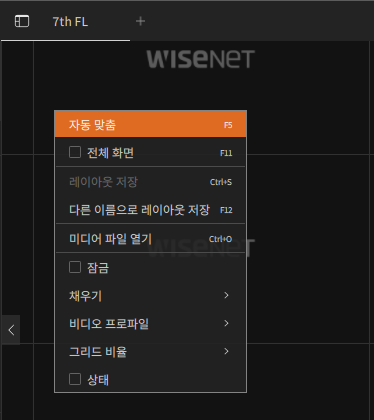 7th FL
WISENET
자동 맞춤 F5
전체 화면 F11
레이아웃 저장 Ctrl+S
다른 이름으로 레이아웃 저장 F12
미디어 파일 열기 Ctrl+O
WISENET
잠금
채우기
비디오 프로파일
그리드 비율
상태